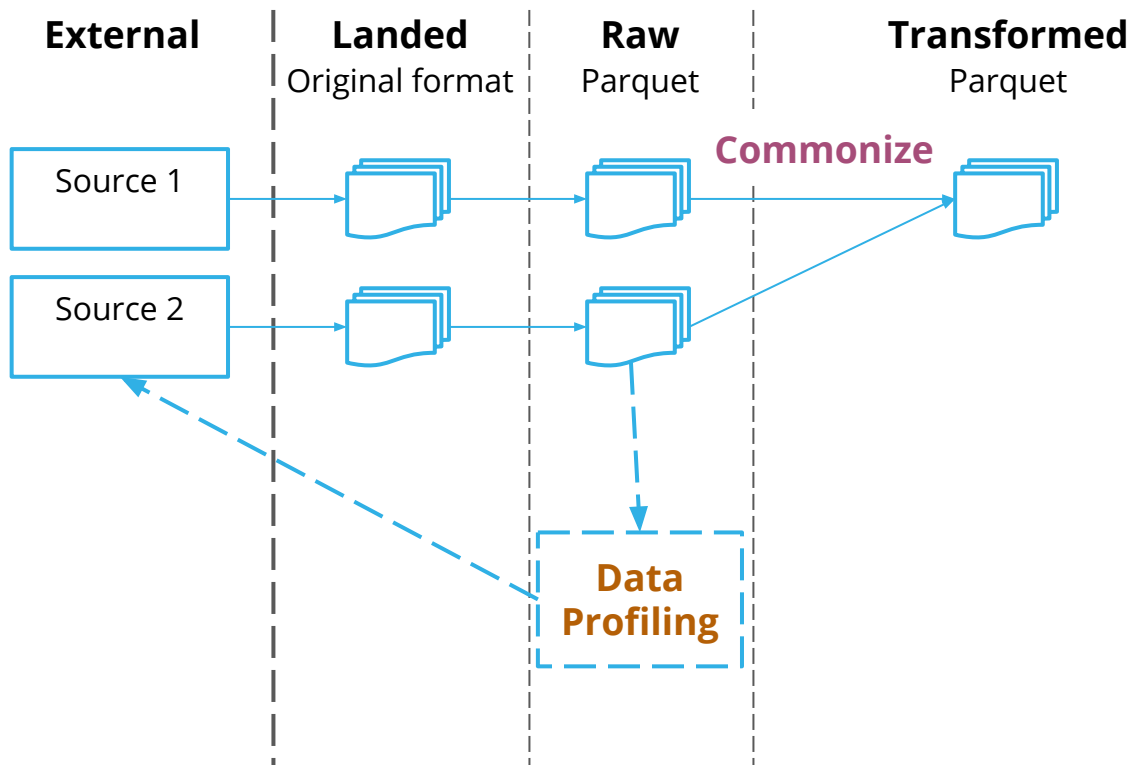 External
Landed
Raw
Transformed
Original format
Parquet
Parquet
Commonize
Source 1
Source 2
Data
Profiling